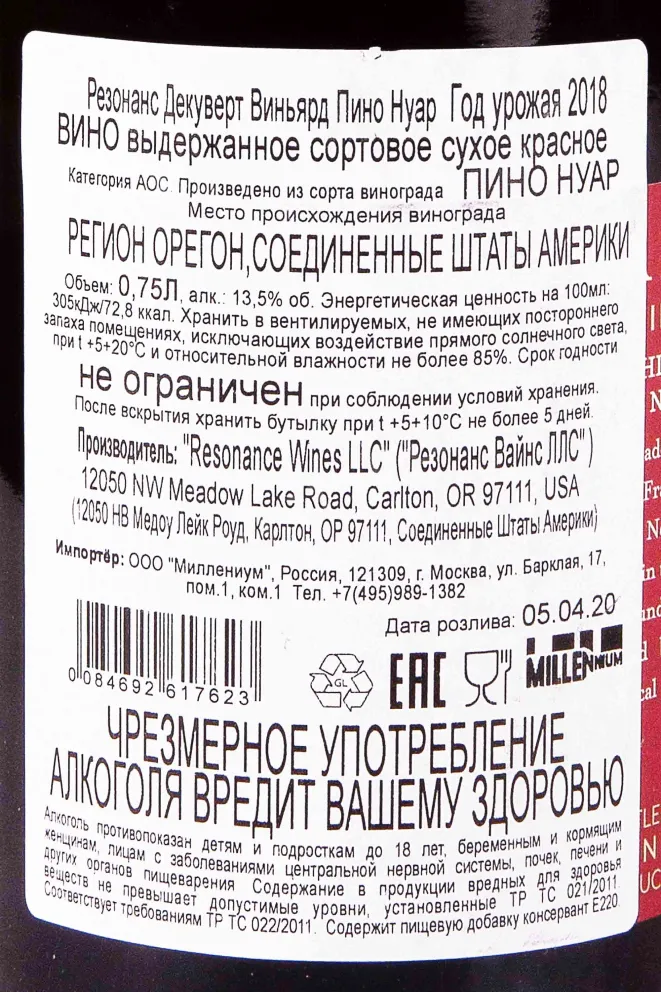 Резонанс Декуверт Виньярд Пино Нуар Год урожая 2018
ВИНО выдержанное сортовое сухое красное
Категория АОС. Произведено из сорта винограда ПИНО НУАР
Место происхождения винограда
РЕГИОН ОРЕГОН,СОЕДИНЕННЫЕ ШТАТЫ АМЕРИКИ
Объем: 0,75Л, алк.: 13,5% об. Энергетическая ценность на 100мл:
305кДж/72,8 ккал. Хранить в вентилируемых, не имеющих постороннего
запаха помещениях, исключающих воздействие прямого солнечного света,
при t +5+20°C и относительной влажности не более 85%. Срок годности
не ограничен при соблюдении условий хранения.
После вскрытия хранить бутылку при t +5+10°C не более 5 дней.
Производитель: "Resonance Wines LLC" ("Резонанс Вайнс ЛЛС")
12050 NW Meadow Lake Road, Carlton, OR 97111, USA
(12050 НВ Медоу Лейк Роуд, Карлтон, ОР 97111, Соединенные Штаты Америки)
Импортёр: ООО "Миллениум", Россия, 121309, г. Москва, ул. Барклая, 17,
пом.1, ком.1 Тел. +7(495)989-1382
Дата розлива: 05.04.20
0 084692 617623
GL
EAC
MILLENNIUM
ЧРЕЗМЕРНОЕ УПОТРЕБЛЕНИЕ
АЛКОГОЛЯ ВРЕДИТ ВАШЕМУ ЗДОРОВЬЮ
Алкоголь противопоказан детям и подросткам до 18 лет, беременным и кормящим
женщинам, лицам с заболеваниями центральной нервной системы, почек, печени и
других органов пищеварения Содержание в продукции вредных для здоровья
веществ не превышает допустимые уровни, установленные ТР ТС 021/2011.
Соответствует требованиям ТР ТС 022/2011. Содержит пищевую добавку консервант Е220.